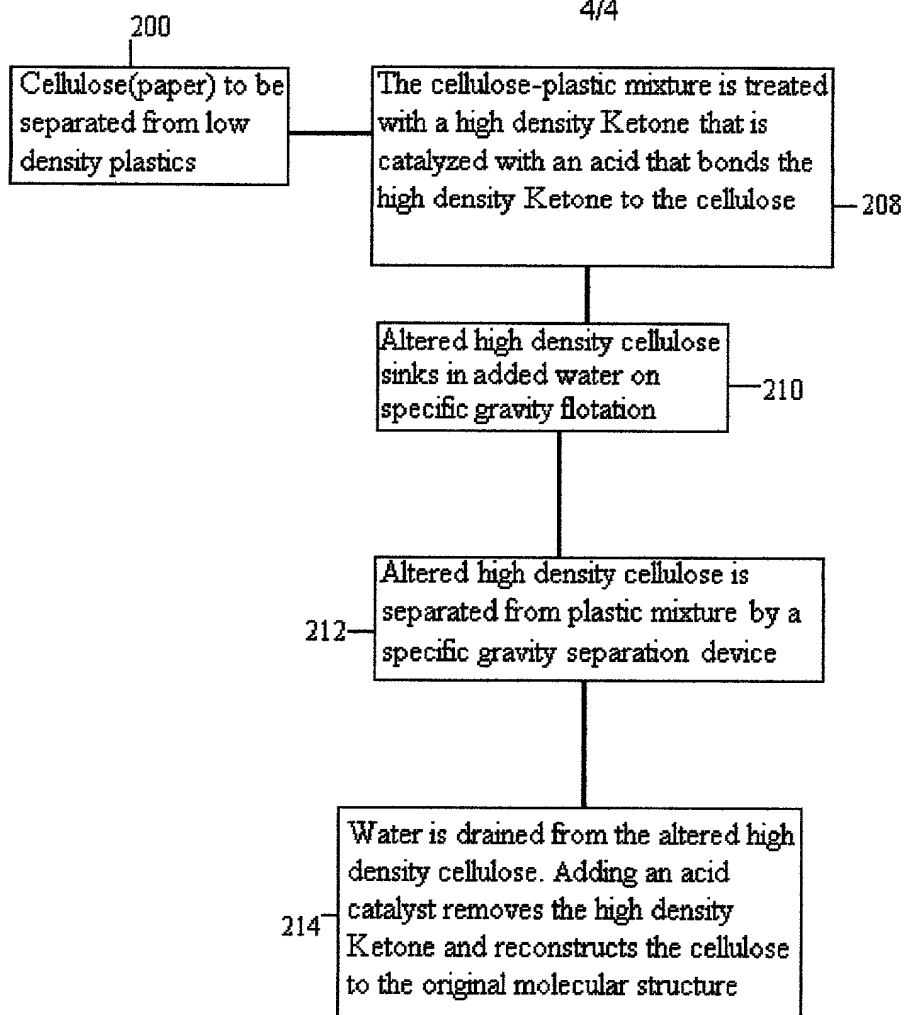 4/4
200
Cellulose(paper) to be
separated from low
density plastics
The cellulose-plastic mixture is treated
with a high density Ketone that is
catalyzed with an acid that bonds the
high density Ketone to the cellulose
208
Altered high density cellulose
sinks in added water on
specific gravity flotation
210
Altered high density cellulose is
separated from plastic mixture by a
specific gravity separation device
212
Water is drained from the altered high
density cellulose. Adding an acid
catalyst removes the high density
Ketone and reconstructs the cellulose
to the original molecular structure
214